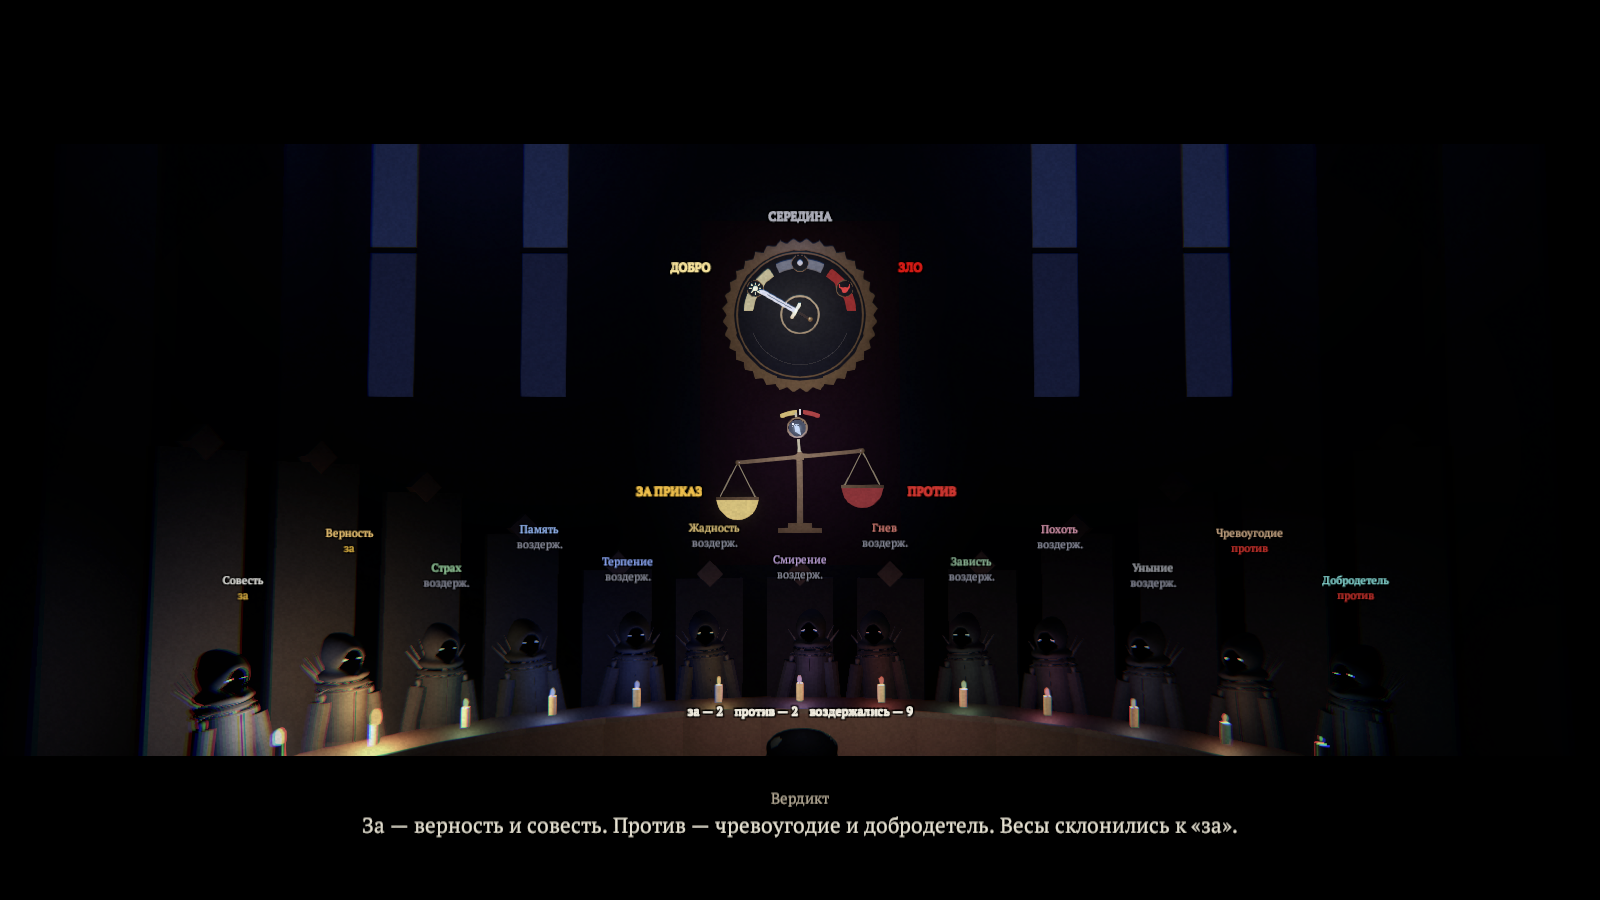 СЕРЕДИНА
ДОБРО
ЗЛО
ЗА ПРИКАЗ
ПРОТИВ
Совесть
за
Верность
за
Страх
воздерж.
Память
воздерж.
Терпение
воздерж.
Жадность
воздерж.
Смирение
воздерж.
Гнев
воздерж.
Зависть
воздерж.
Похоть
воздерж.
Уныние
воздерж.
Чревоугодие
против
Добродетель
против
за — 2 против — 2 воздержались — 9
Вердикт
За — верность и совесть. Против — чревоугодие и добродетель. Весы склонились к «за».